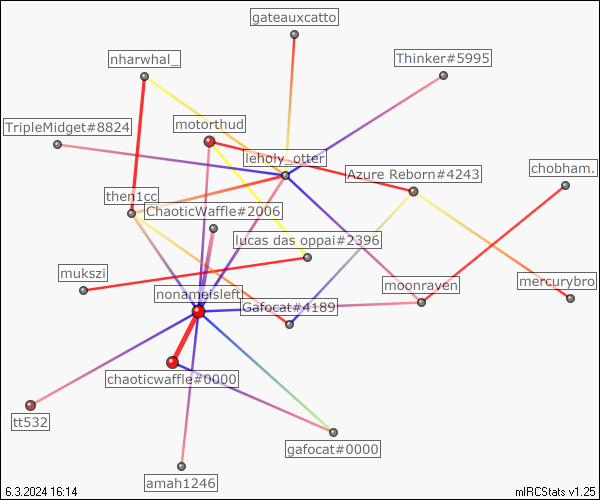 gateauxcatto
nharwhal_
Thinker#5995
TripleMidget#8824
motorthud
leholy_otter
Azure Reborn#4243
chobham.
then1cc
ChaoticWaffle#2006
lucas das oppai#2396
mukszi
nonameisleft
Gafocat#4189
moonraven
mercurybro
chaoticwaffle#0000
tt532
gafocat#0000
amah1246
6.3.2024 16:14
mIRCStats v1.25